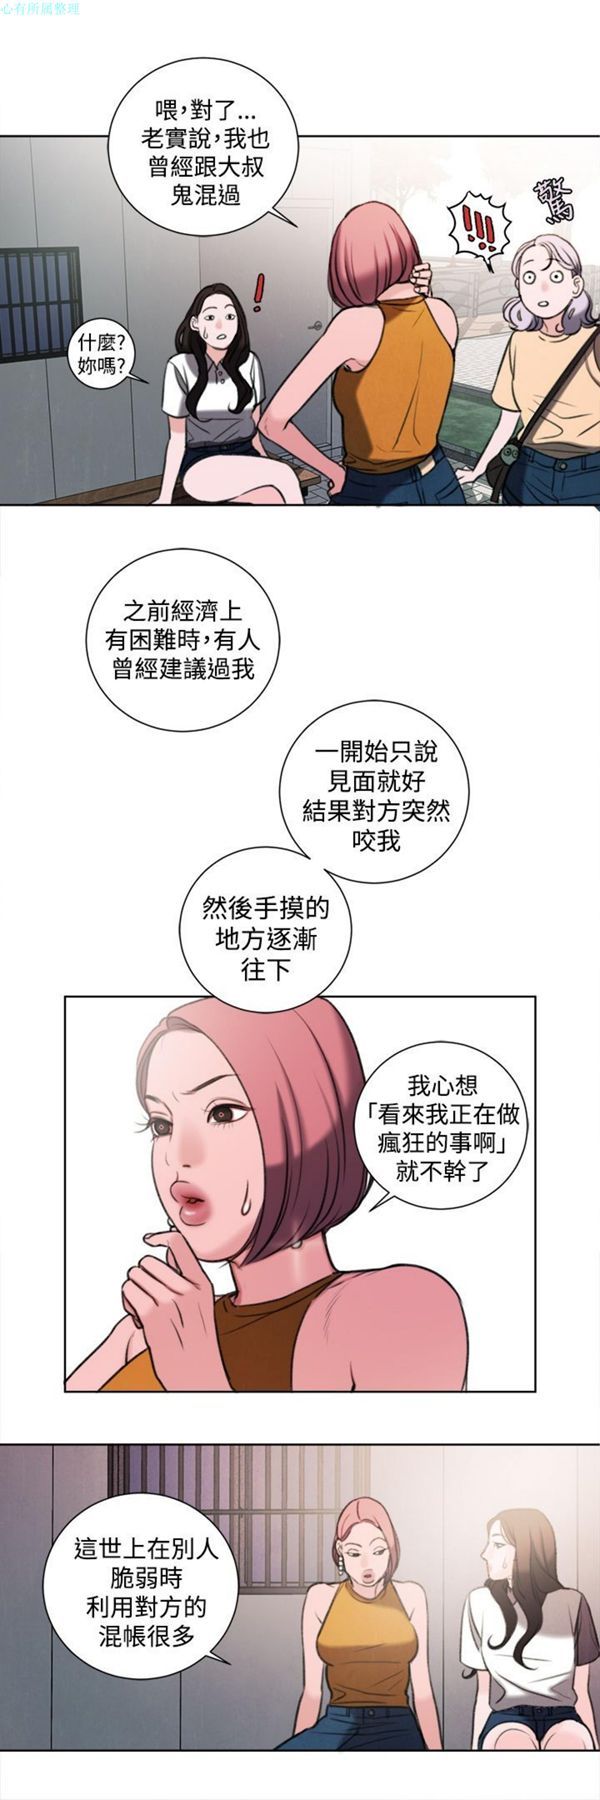 心有所属整理
喂，對了...
老實說，我也
曾經跟大叔
鬼混過
驚
!!!
!
什麼?
妳嗎?
之前經濟上
有困難時，有人
曾經建議過我
一開始只說
見面就好
結果對方突然
咬我
然後手摸的
地方逐漸
往下
我心想
「看來我正在做
瘋狂的事啊」
就不幹了
這世上在別人
脆弱時
利用對方的
混帳很多